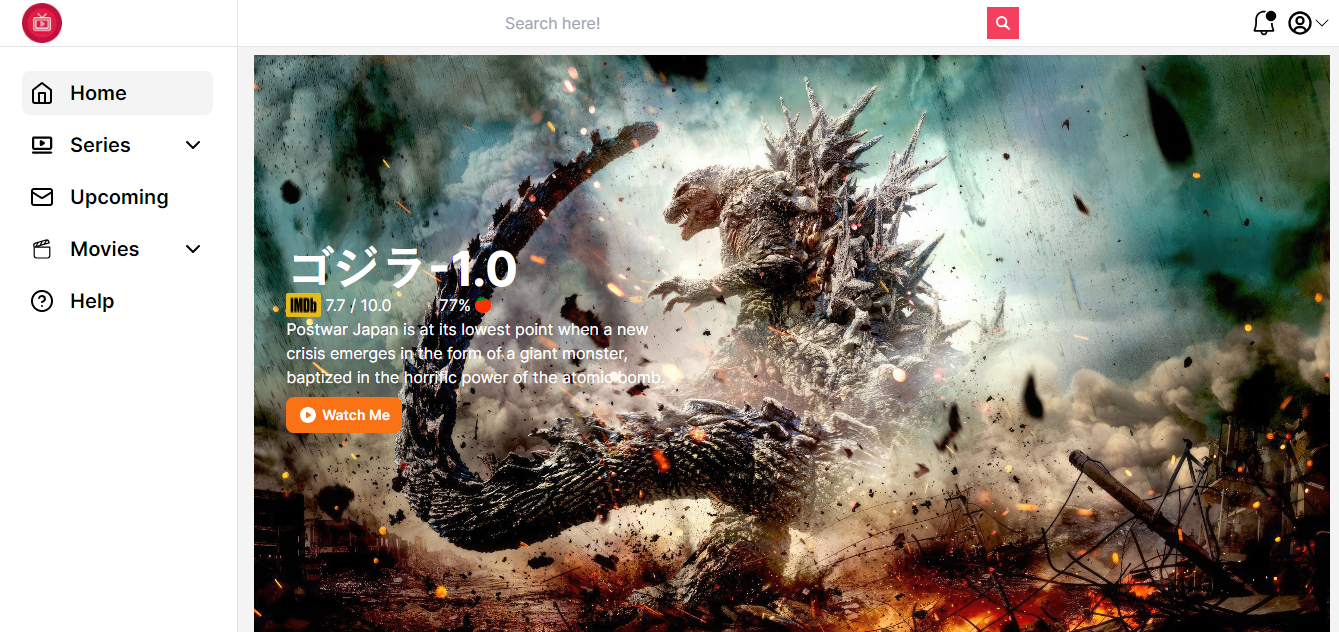 Search here!
Home
Series
Upcoming
Movies
Help
ゴジラ-1.0
IMDb 7.7 / 10.0 77%
Postwar Japan is at its lowest point when a new
crisis emerges in the form of a giant monster,
baptized in the horrific power of the atomic bomb.
Watch Me